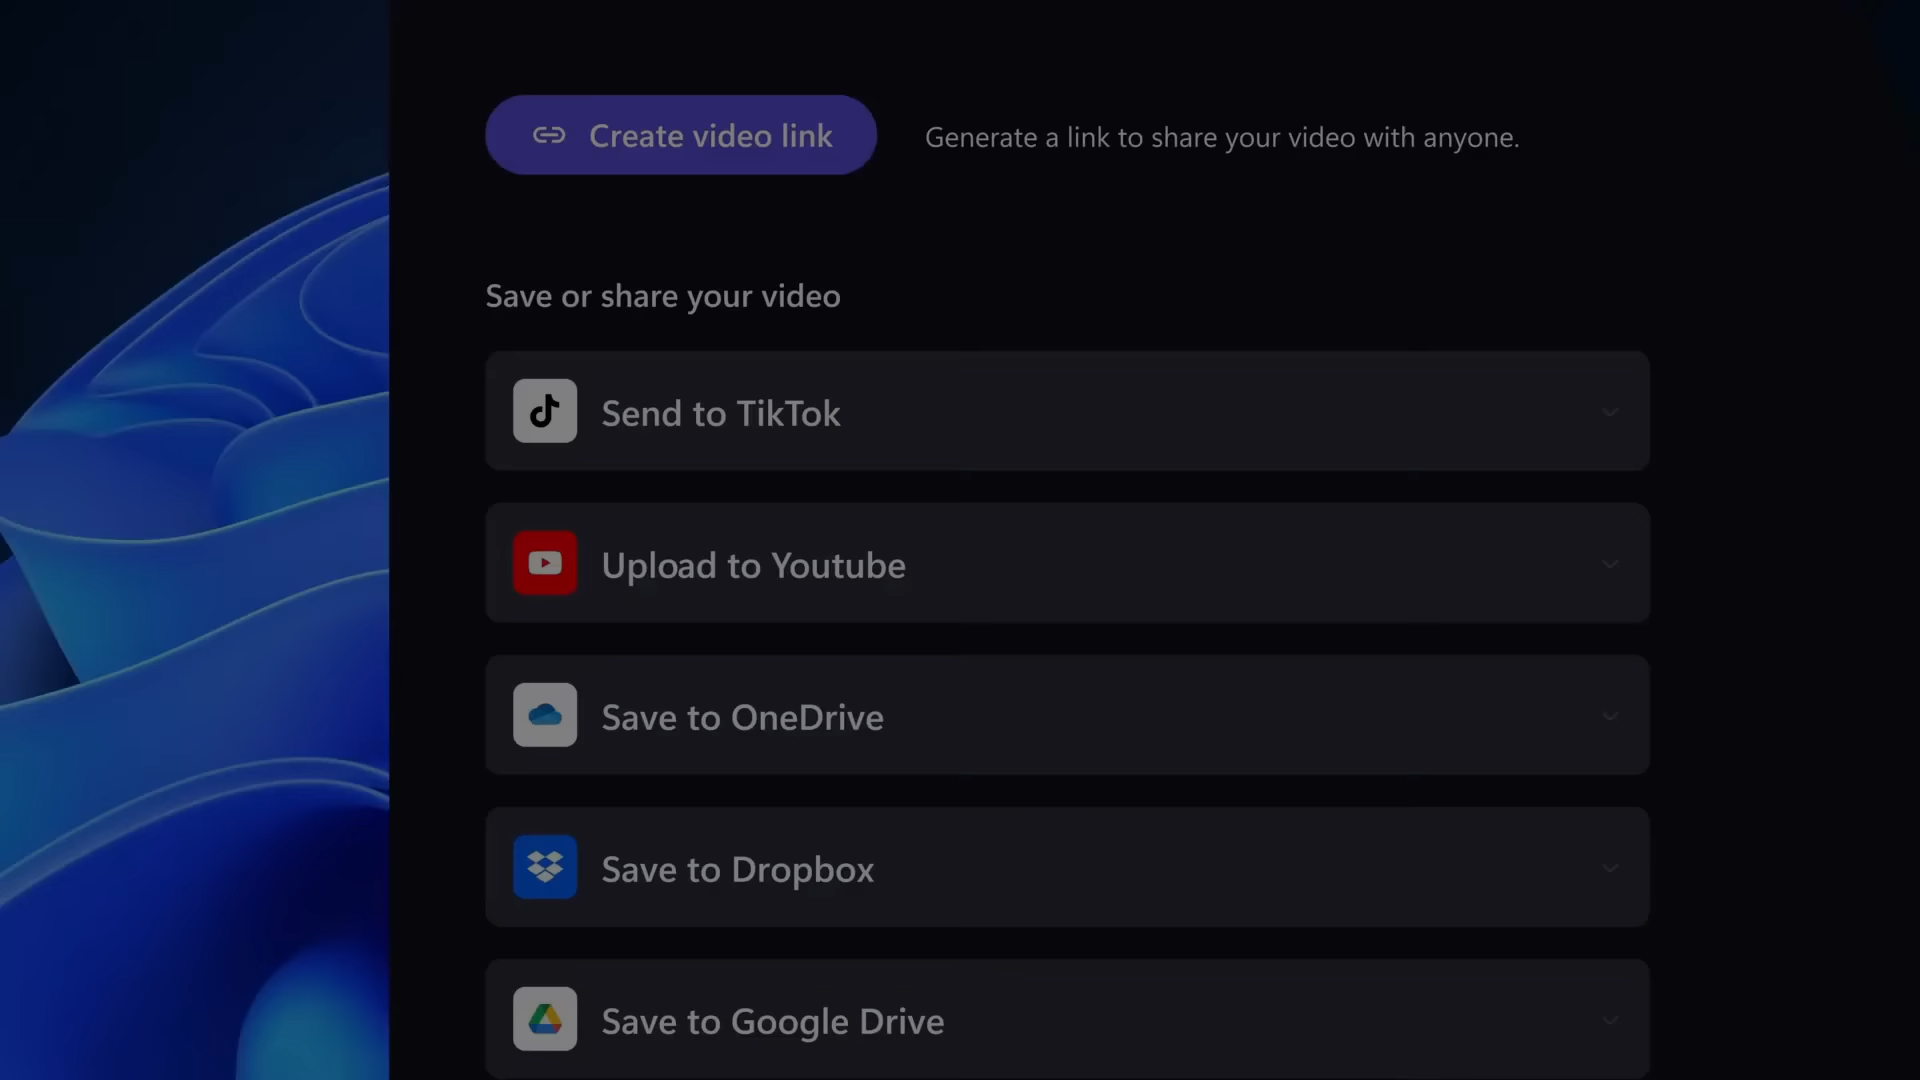 Create video link
Generate a link to share your video with anyone.
Save or share your video
Send to TikTok
Upload to Youtube
Save to OneDrive
Save to Dropbox
Save to Google Drive